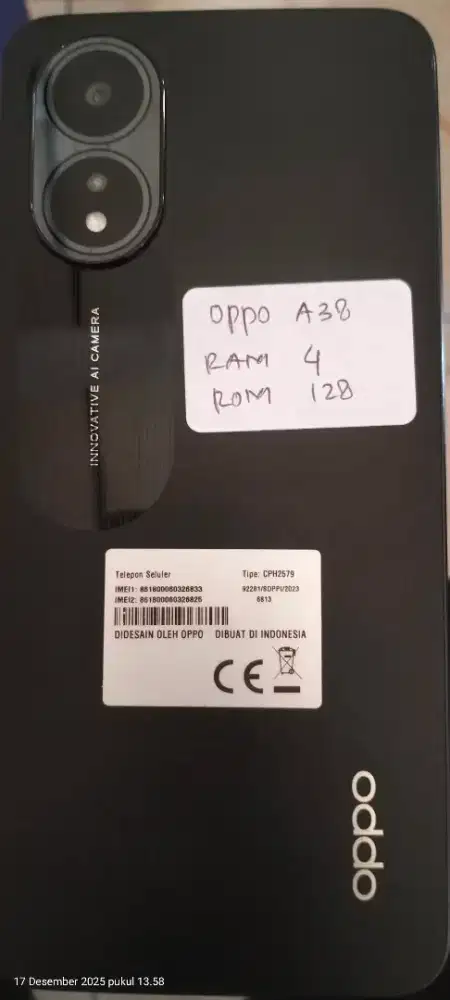 INNOVATIVE AI CAMERA
OPPO A38
RAM 4
ROM 128
Telepon Seluler Tipe: CPH2579
IMEI1: 861800060326833 92281/SDPPI/2023
IMEI2: 861800060326825 6613
DIDESAIN OLEH OPPO DIBUAT DI INDONESIA
CE
oppo
17 Desember 2025 pukul 13.58